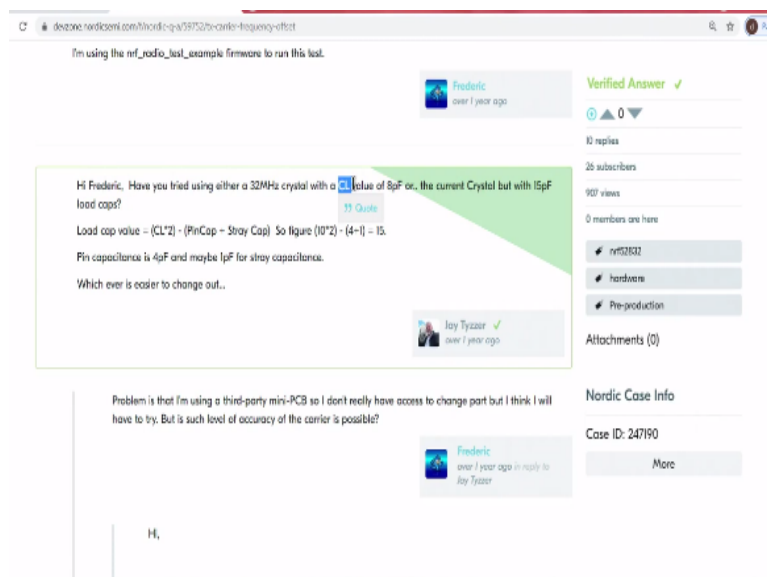 devzone.nordicsemi.com/f/nordic-q-a/59752/tx-carrier-frequency-offset
I'm using the nrf_radio_test_example firmware to run this test.
Frederic
over 1 year ago
Hi Frederic, Have you tried using either a 32MHz crystal with a CL value of 8pF or.. the current Crystal but with 15pF
load caps?
Quote
Load cap value = (CL*2) - (PinCap + Stray Cap) So figure (10*2) - (4+1) = 15.
Pin capacitance is 4pF and maybe 1pF for stray capacitance.
Which ever is easier to change out...
Jay Tyzzer
over 1 year ago
Problem is that I'm using a third-party mini-PCB so I don't really have access to change part but I think I will
have to try. But is such level of accuracy of the carrier is possible?
Frederic
over 1 year ago in reply to
Jay Tyzzer
Hi,
Verified Answer
0
10 replies
26 subscribers
907 views
0 members are here
nrf52832
hardware
Pre-production
Attachments (0)
Nordic Case Info
Case ID: 247190
More